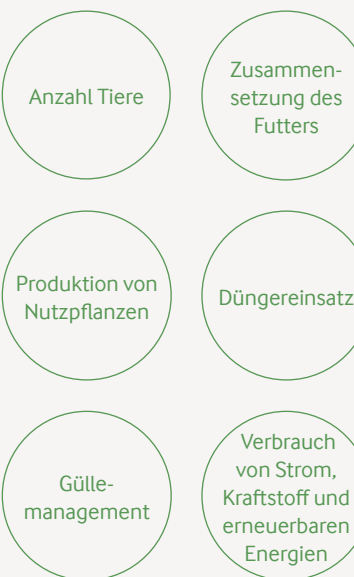 Anzahl Tiere
Zusammen-
setzung des
Futters
Produktion von
Nutzpflanzen
Düngereinsatz
Gülle-
management
Verbrauch
von Strom,
Kraftstoff und
erneuerbaren
Energien